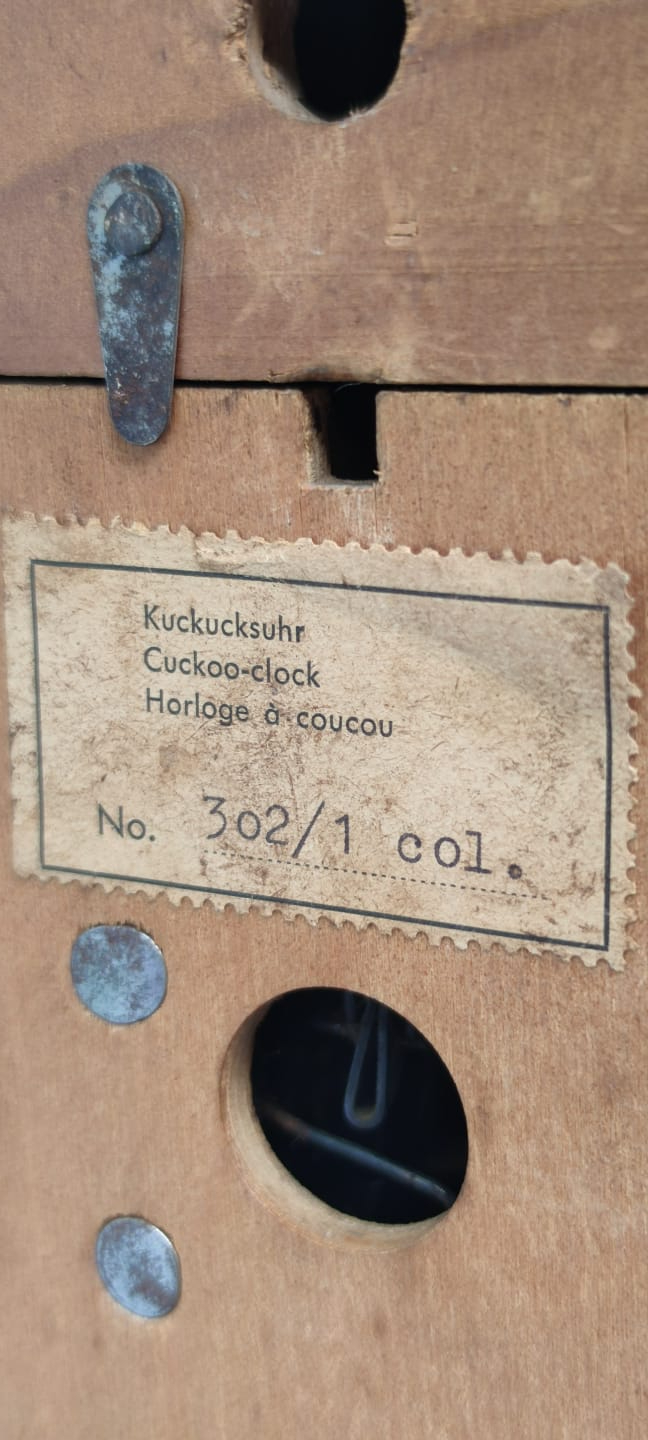 Kuckucksuhr
Cuckoo-clock
Horloge à coucou
No. 302/1 col.